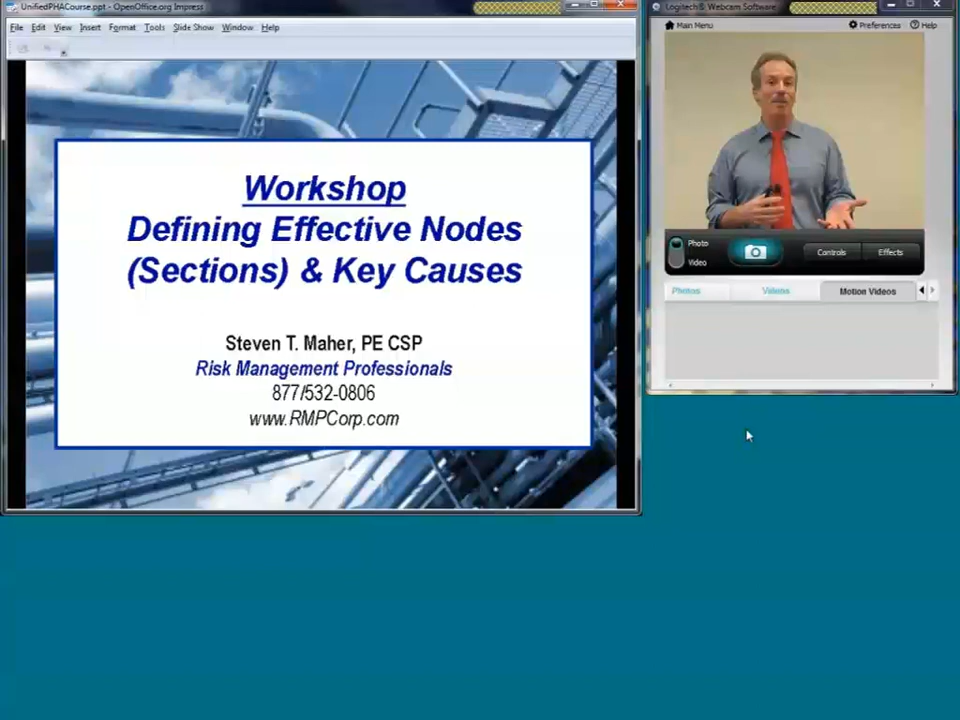 UnifiedPHACourse.ppt - OpenOffice.org Impress
File Edit View Insert Format Tools Slide Show Window Help
Workshop
Defining Effective Nodes
(Sections) & Key Causes
Steven T. Maher, PE CSP
Risk Management Professionals
877/532-0806
www.RMPCorp.com
Logitech® Webcam Software
Main Menu
Preferences
Help
Photo
Video
Controls
Effects
Photos
Videos
Motion Videos